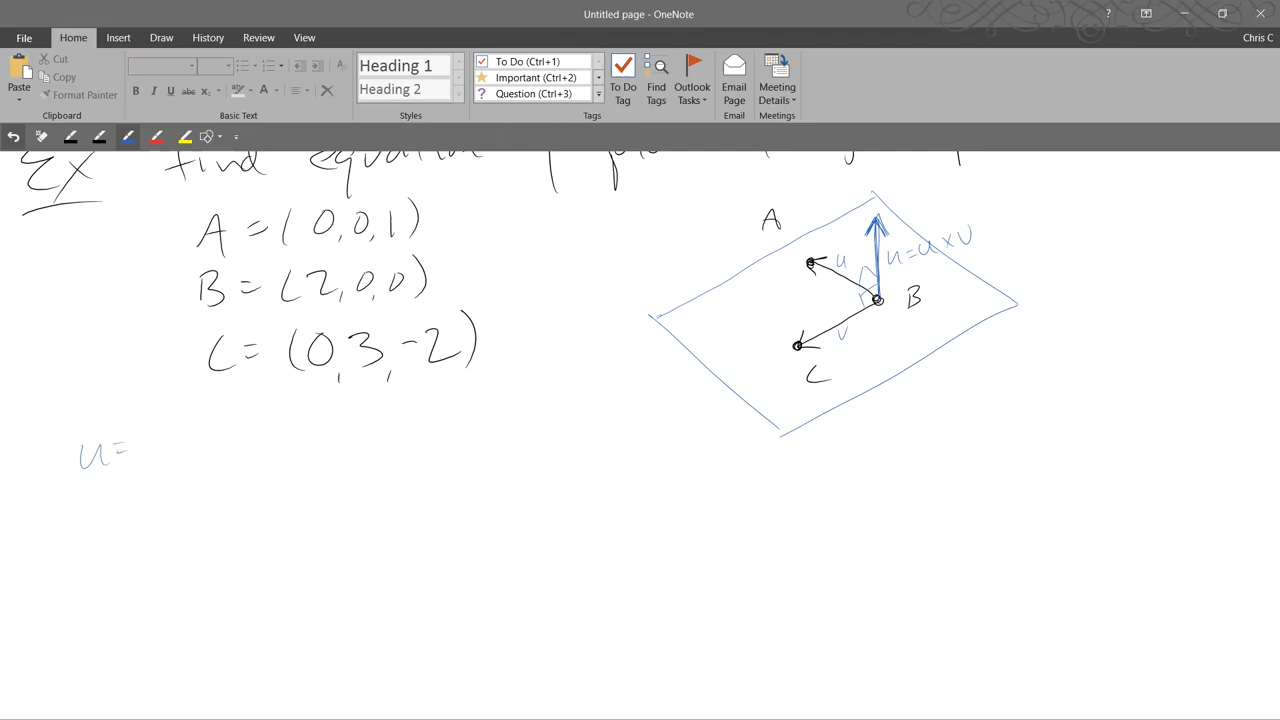 Untitled page - OneNote
File Home Insert Draw History Review View Chris C
Cut
Copy
Format Painter
Paste
Clipboard
B I U abc X₂ A
Basic Text
Heading 1
Heading 2
Styles
To Do (Ctrl+1)
Important (Ctrl+2)
Question (Ctrl+3)
To Do Tag
Find Tags
Outlook Tasks
Tags
Email Page
Email
Meeting Details
Meetings
Ex find equation
A = (0,0,1)
B = (2,0,0)
C = (0,3,-2)
A
u
n=u×v
B
v
C
u=